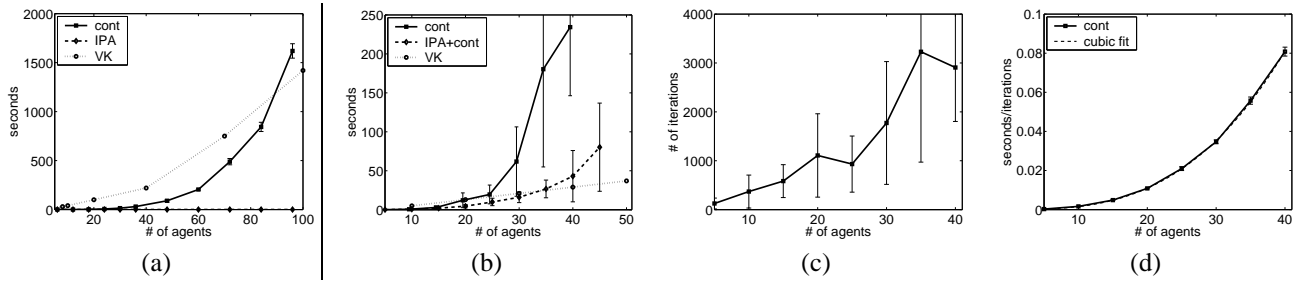 2000
1500
1000
500
0
seconds
cont
IPA
VK
20
40
60
80
100
# of agents
(a)
250
200
150
100
50
0
seconds
cont
IPA+cont
VK
10
20
30
40
50
# of agents
(b)
4000
3000
2000
1000
0
# of iterations
10
20
30
40
# of agents
(c)
0.1
0.08
0.06
0.04
0.02
0
seconds/iterations
cont
cubic fit
10
20
30
40
# of agents
(d)